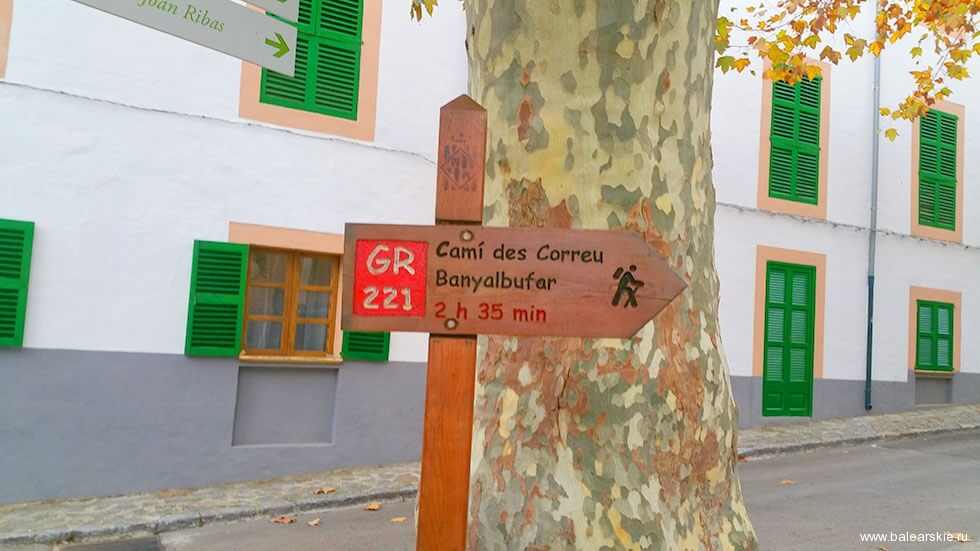 Joan Ribas
GR
221
Camí des Correu
Banyalbufar
2 h 35 min
www.balearskie.ru